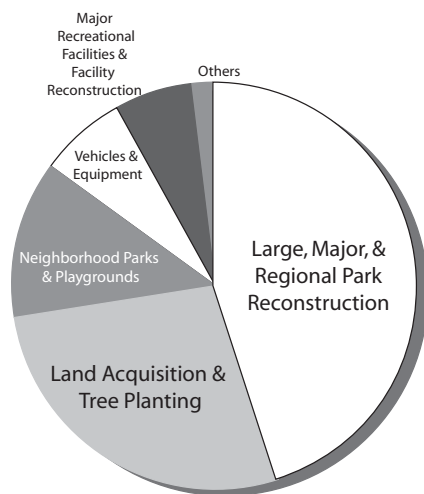 Major
Recreational
Facilities &
Facility
Reconstruction
Others
Vehicles &
Equipment
Neighborhood Parks
& Playgrounds
Large, Major, &
Regional Park
Reconstruction
Land Acquisition &
Tree Planting